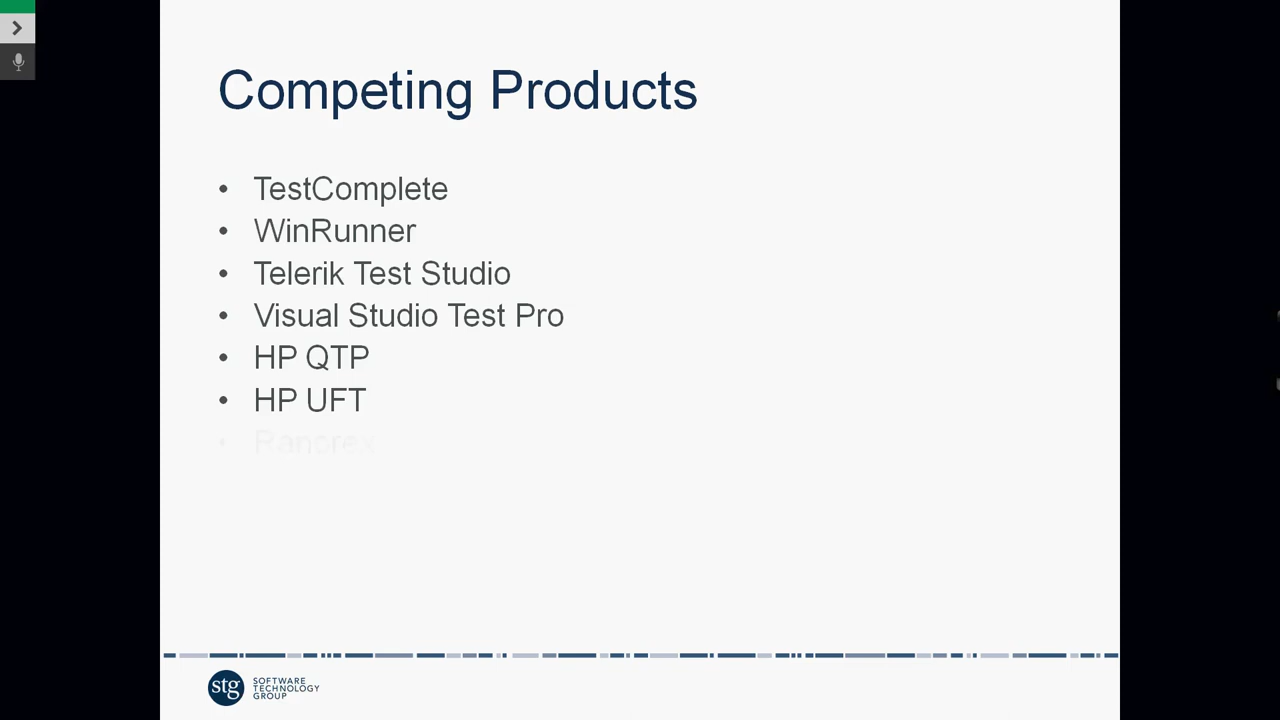 Competing Products
• TestComplete
• WinRunner
• Telerik Test Studio
• Visual Studio Test Pro
• HP QTP
• HP UFT
• Panorex
stg
SOFTWARE
TECHNOLOGY
GROUP